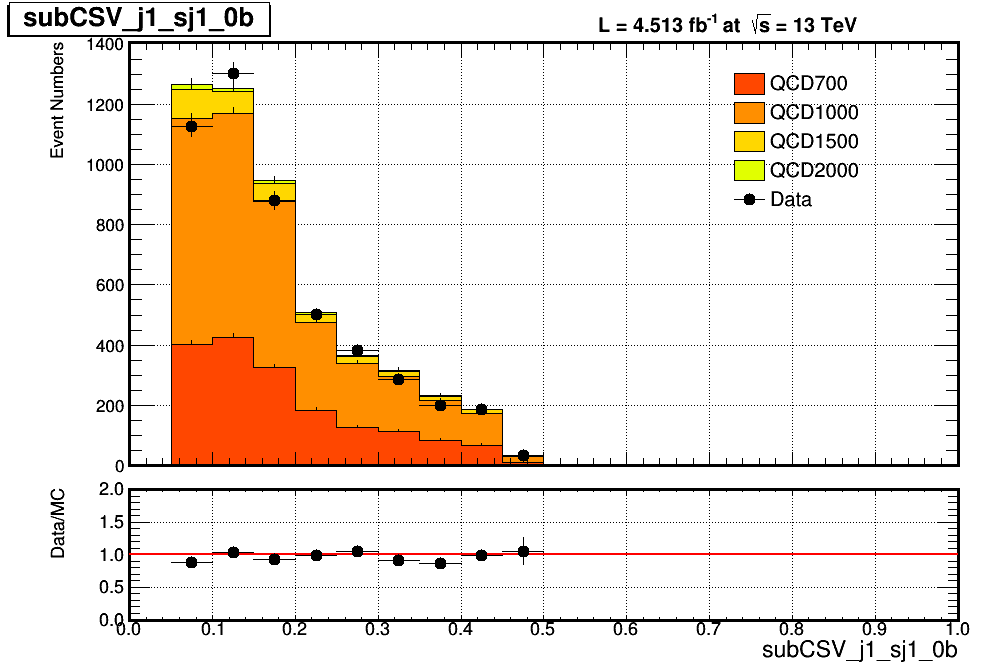 subCSV_j1_sj1_0b
L = 4.513 fb⁻¹ at √s = 13 TeV
Event Numbers
1400
1200
1000
800
600
400
200
0
QCD700
QCD1000
QCD1500
QCD2000
Data
Data/MC
2.0
1.5
1.0
0.5
0.0
0.0 0.1 0.2 0.3 0.4 0.5 0.6 0.7 0.8 0.9 1.0
subCSV_j1_sj1_0b